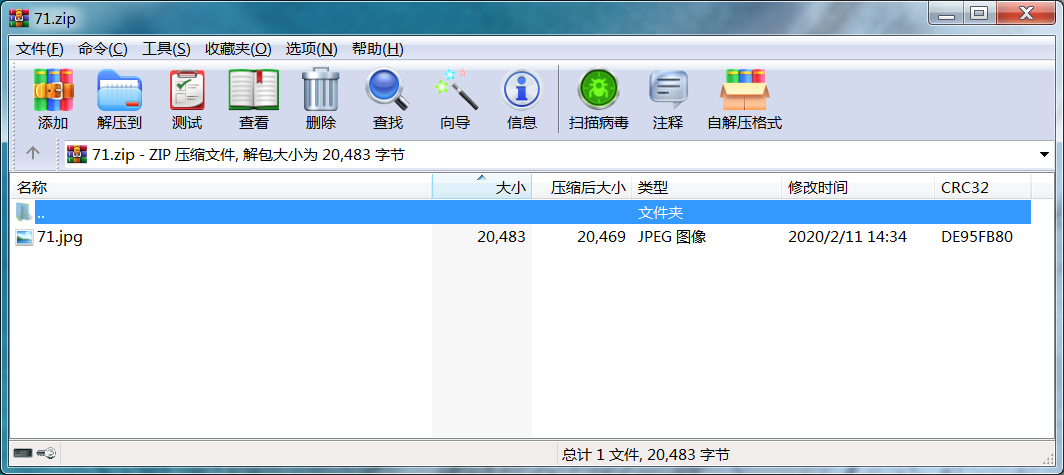 71.zip
文件(F) 命令(C) 工具(S) 收藏夹(O) 选项(N) 帮助(H)
添加 解压到 测试 查看 删除 查找 向导 信息 扫描病毒 注释 自解压格式
71.zip - ZIP 压缩文件, 解包大小为 20,483 字节
名称 大小 压缩后大小 类型 修改时间 CRC32
.. 文件夹
71.jpg 20,483 20,469 JPEG 图像 2020/2/11 14:34 DE95FB80
总计 1 文件, 20,483 字节